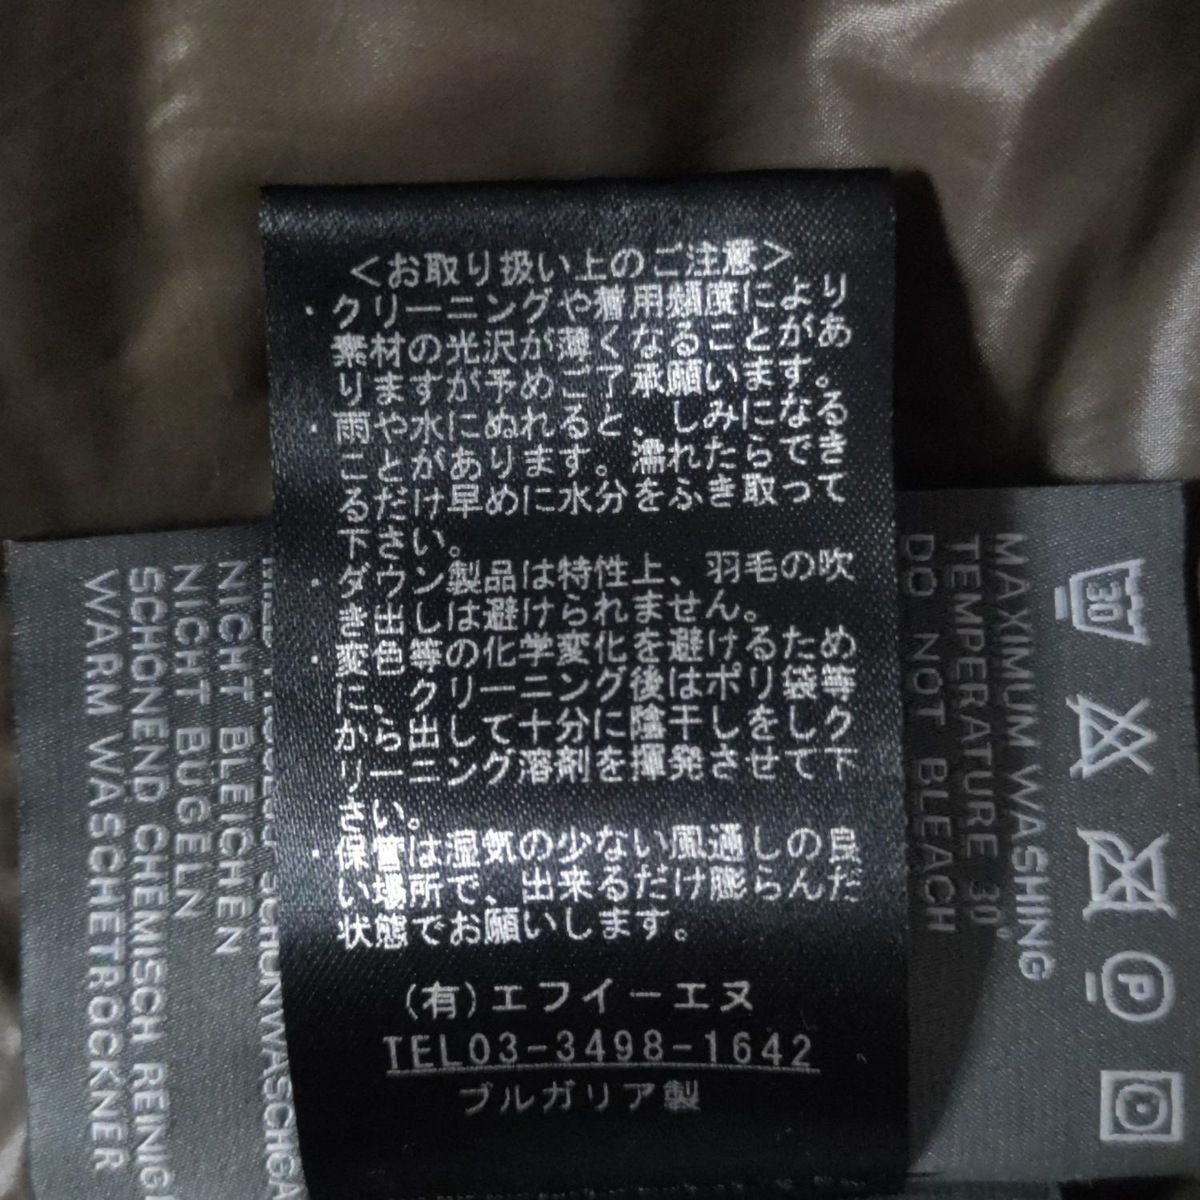 ＜お取り扱い上のご注意＞
・クリーニングや着用頻度により
素材の光沢が薄くなることがあ
りますが予めご了承願います。
・雨や水にぬれると、しみになる
ことがあります。濡れたらでき
るだけ早めに水分をふき取って
下さい。
・ダウン製品は特性上、羽毛の吹
き出しは避けられません。
・変色等の化学変化を避けるため
に、クリーニング後はポリ袋等
から出して十分に陰干しをしク
リーニング溶剤を揮発させて下
さい。
・保管は湿気の少ない風通しの良
い場所で、出来るだけ膨らんだ
状態でお願いします。
(有)エフイーエヌ
TEL03-3498-1642
ブルガリア製
30
P
MAXIMUM WASHING
TEMPERATURE 30°
DO NOT BLEACH
SCHONWASCHGA
NICHT BLEICHEN
NICHT BÜGELN
SCHONEND CHEMISCH REINIG
WARM WASCHETROCKNER